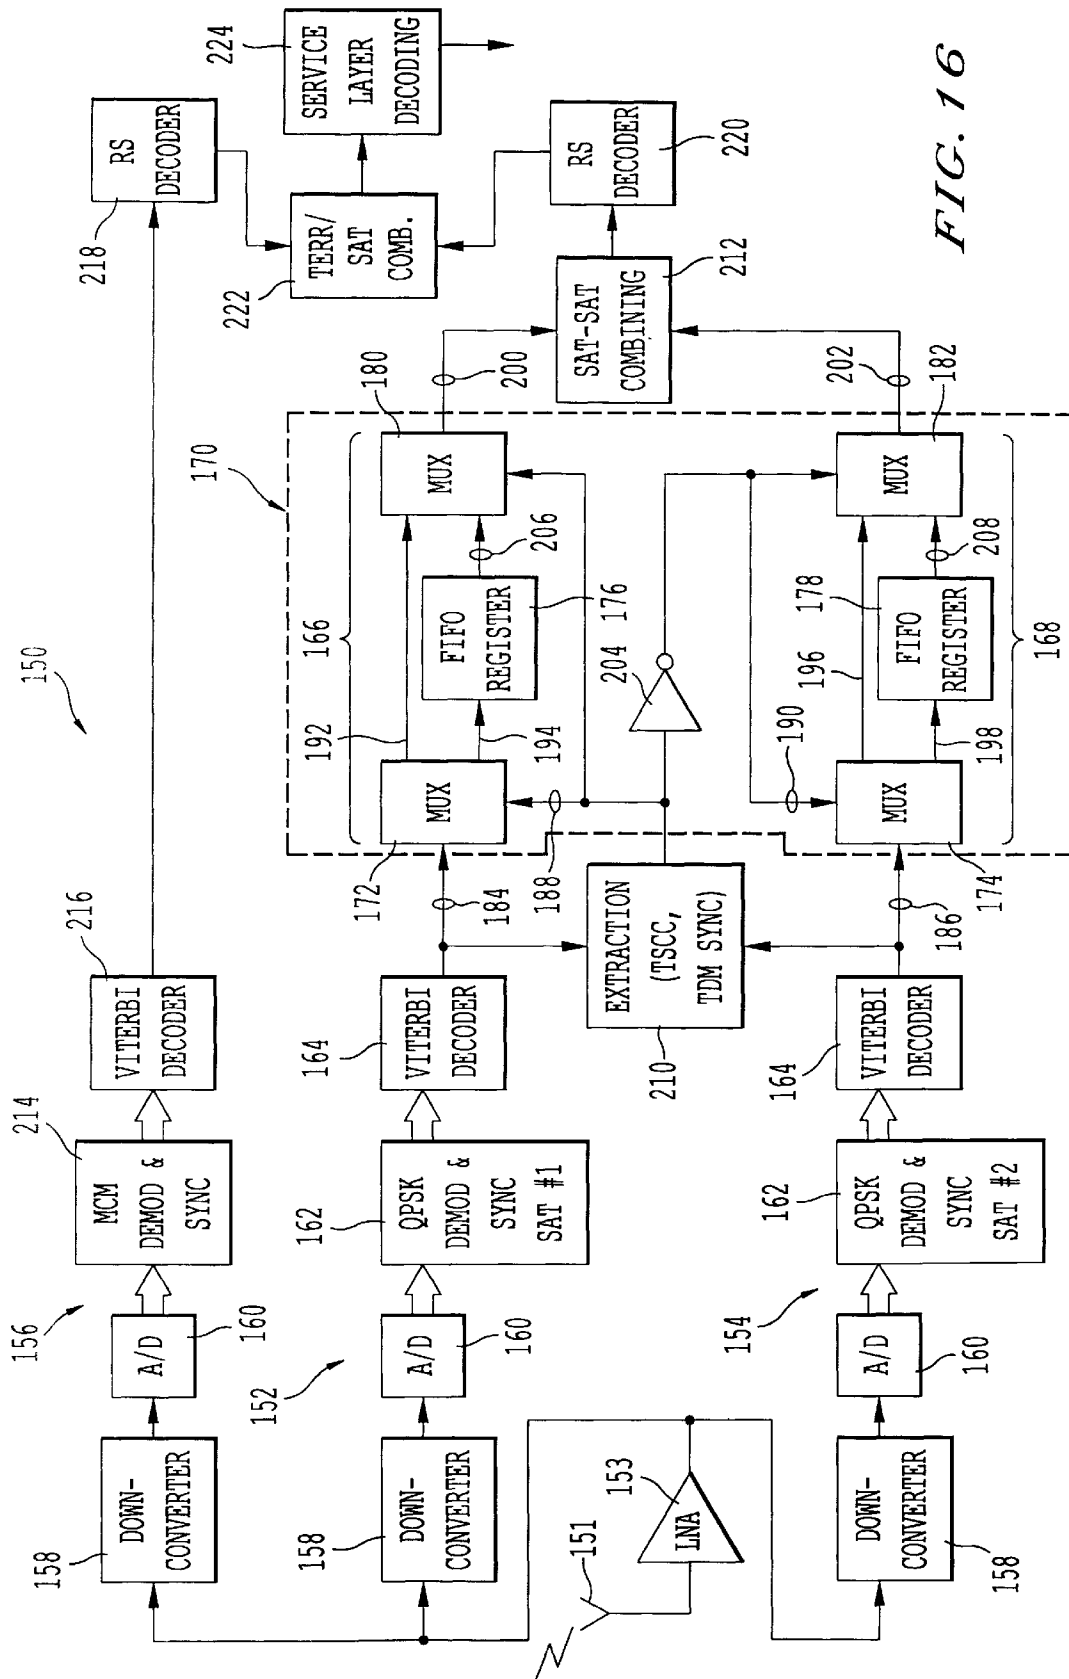 150
156
DOWN-
CONVERTER
158
A/D
160
MCM
DEMOD &
SYNC
214
VITERBI
DECODER
216
RS
DECODER
218
TERR/
SAT
COMB.
222
SERVICE
LAYER
DECODING
224
152
DOWN-
CONVERTER
158
A/D
160
QPSK
DEMOD &
SYNC
SAT #1
162
VITERBI
DECODER
164
184
170
166
MUX
172
192
194
FIFO
REGISTER
176
206
MUX
180
200
188
151
LNA
153
EXTRACTION
(TSCC,
TDM SYNC)
210
204
SAT-SAT
COMBINING
212
RS
DECODER
220
190
154
DOWN-
CONVERTER
158
A/D
160
QPSK
DEMOD &
SYNC
SAT #2
162
VITERBI
DECODER
164
186
MUX
174
196
198
FIFO
REGISTER
178
208
MUX
182
202
168
FIG. 16